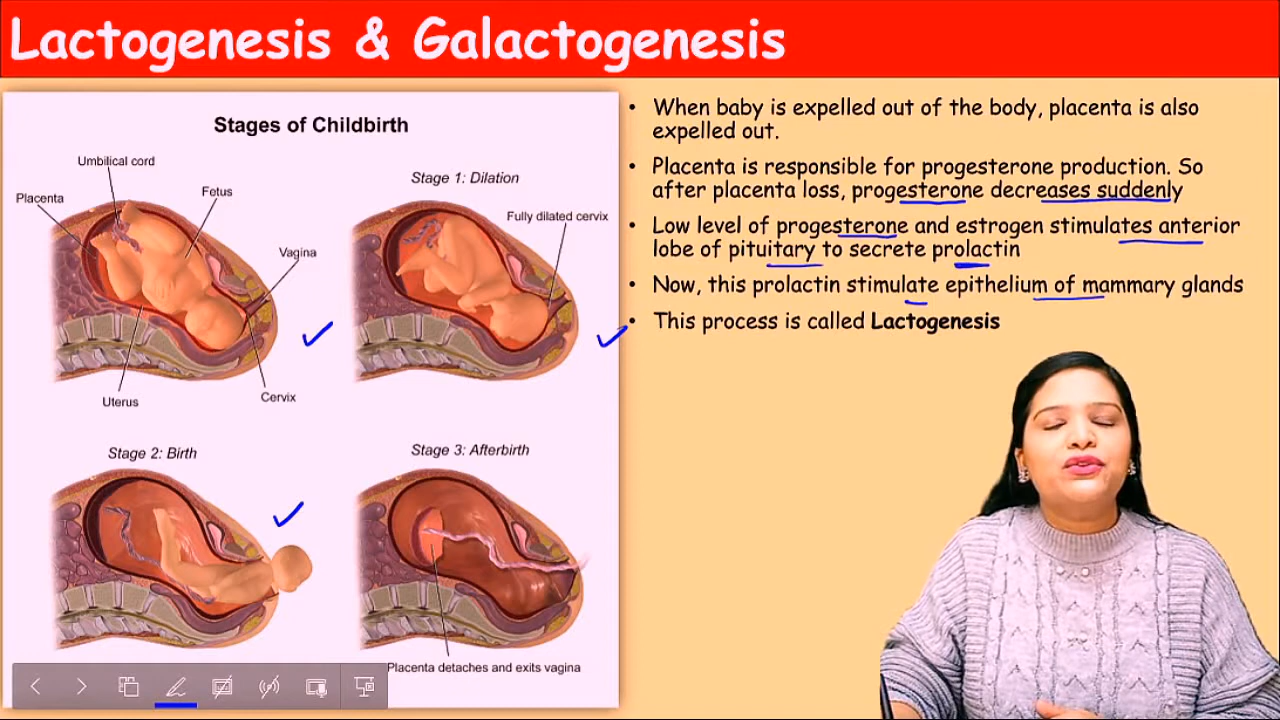 Lactogenesis & Galactogenesis
Stages of Childbirth
Umbilical cord
Placenta
Fetus
Vagina
Uterus
Cervix
Stage 1: Dilation
Fully dilated cervix
Stage 2: Birth
Stage 3: Afterbirth
Placenta detaches and exits vagina
• When baby is expelled out of the body, placenta is also
expelled out.
• Placenta is responsible for progesterone production. So
after placenta loss, progesterone decreases suddenly
• Low level of progesterone and estrogen stimulates anterior
lobe of pituitary to secrete prolactin
• Now, this prolactin stimulate epithelium of mammary glands
• This process is called Lactogenesis